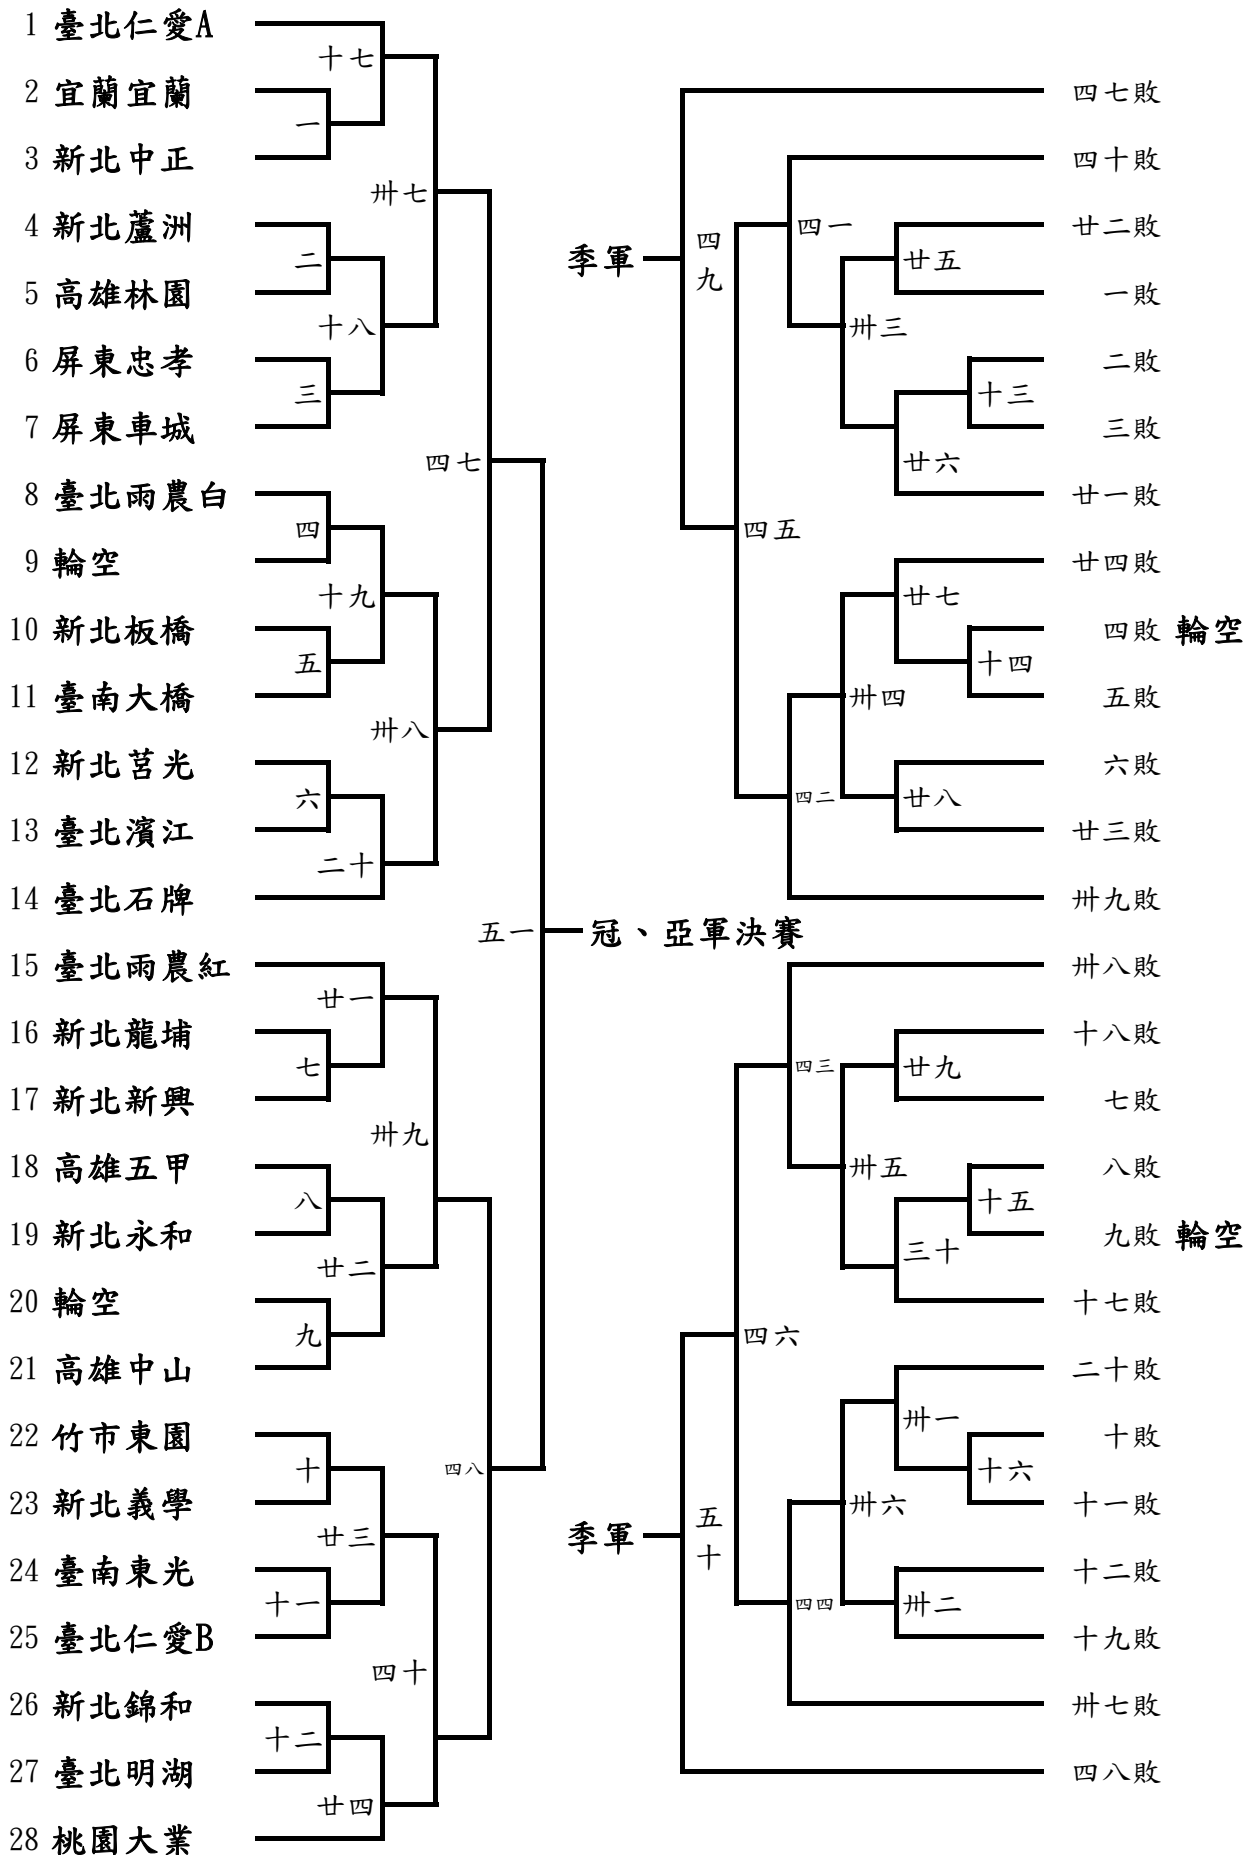 1 臺北仁愛A
十七
2 宜蘭宜蘭
一
3 新北中正
卅七
4 新北蘆洲
二
5 高雄林園
十八
6 屏東忠孝
三
7 屏東車城
四七
8 臺北雨農白
四
9 輪空
十九
10 新北板橋
五
11 臺南大橋
卅八
12 新北莒光
六
13 臺北濱江
二十
14 臺北石牌
五一
冠、亞軍決賽
15 臺北雨農紅
廿一
16 新北龍埔
七
17 新北新興
卅九
18 高雄五甲
八
19 新北永和
廿二
20 輪空
九
21 高雄中山
22 竹市東園
十
四八
23 新北義學
廿三
24 臺南東光
十一
25 臺北仁愛B
四十
26 新北錦和
十二
27 臺北明湖
廿四
28 桃園大業
四七敗
四十敗
四一
廿二敗
季軍
四九
廿五
一敗
卅三
二敗
十三
三敗
廿六
廿一敗
四五
廿四敗
廿七
四敗 輪空
十四
五敗
卅四
六敗
四二
廿八
廿三敗
卅九敗
卅八敗
十八敗
四三
廿九
七敗
八敗
卅五
十五
九敗 輪空
三十
十七敗
四六
二十敗
卅一
十敗
十六
十一敗
卅六
季軍
五十
十二敗
四四
卅二
十九敗
卅七敗
四八敗